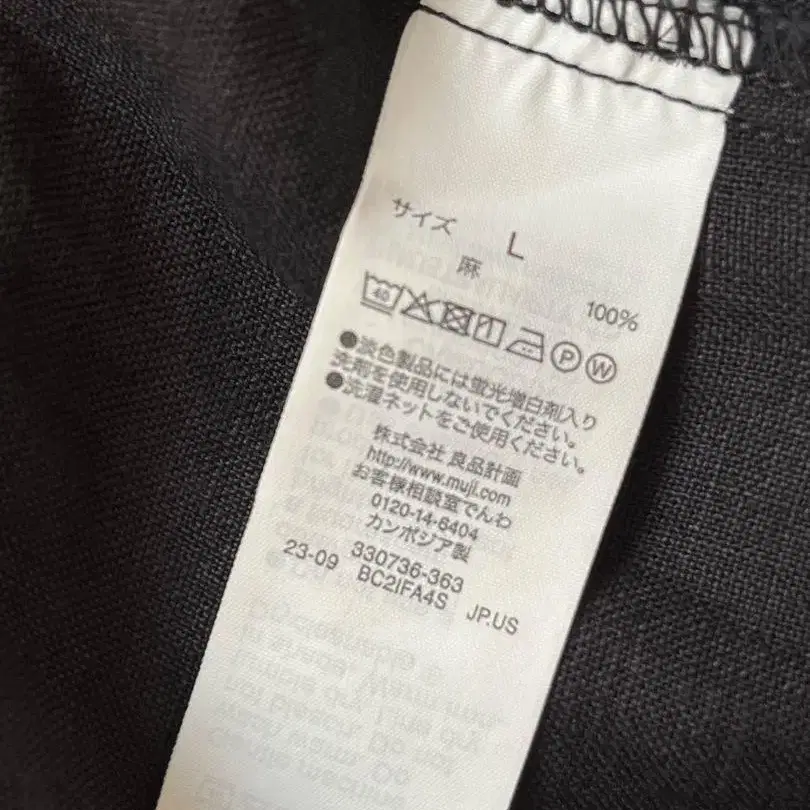 サイズ L
麻 100%
40 P W
●淡色製品には蛍光増白剤入り
洗剤を使用しないでください。
●洗濯ネットをご使用ください。
株式会社 良品計画
http://www.muji.com
お客様相談室でんわ
0120-14-6404
カンボジア製
330736-363
23-09 BC2IFA4S JP.US